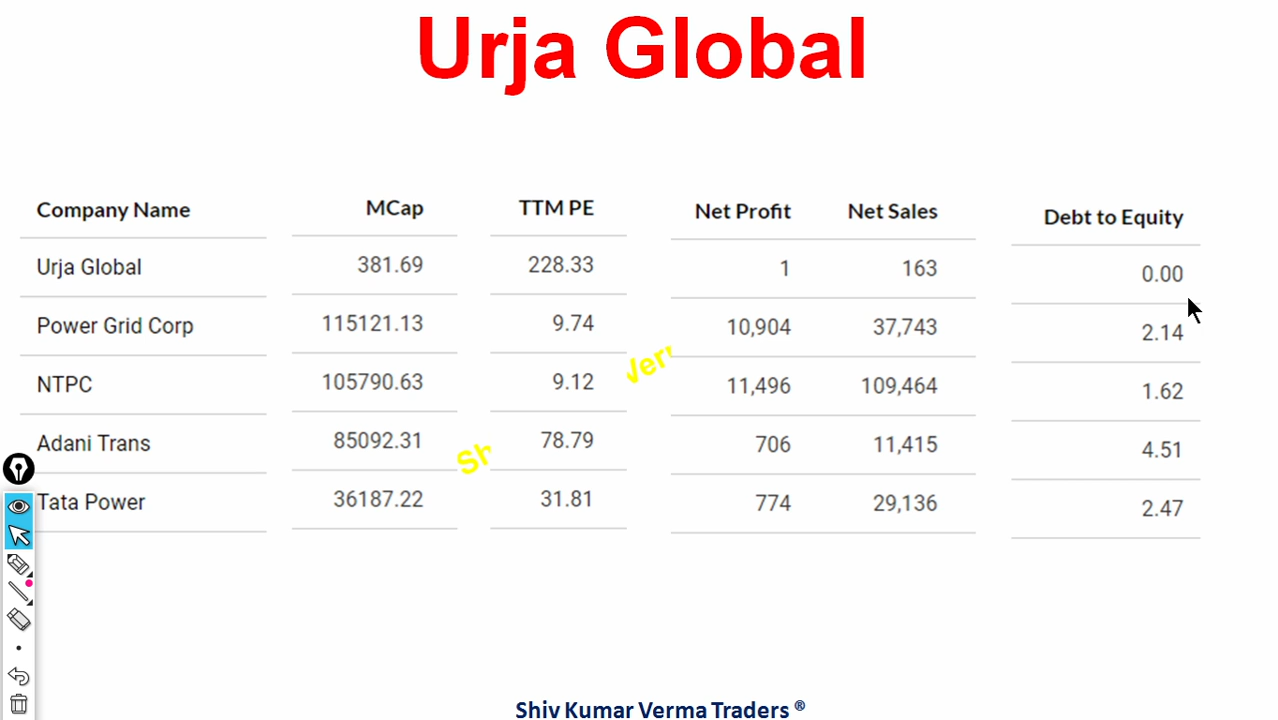 Urja Global
Company Name MCap TTM PE Net Profit Net Sales Debt to Equity
Urja Global 381.69 228.33 1 163 0.00
Power Grid Corp 115121.13 9.74 10,904 37,743 2.14
NTPC 105790.63 9.12 11,496 109,464 1.62
Adani Trans 85092.31 78.79 706 11,415 4.51
Tata Power 36187.22 31.81 774 29,136 2.47
Shiv Kumar Verma Traders ®